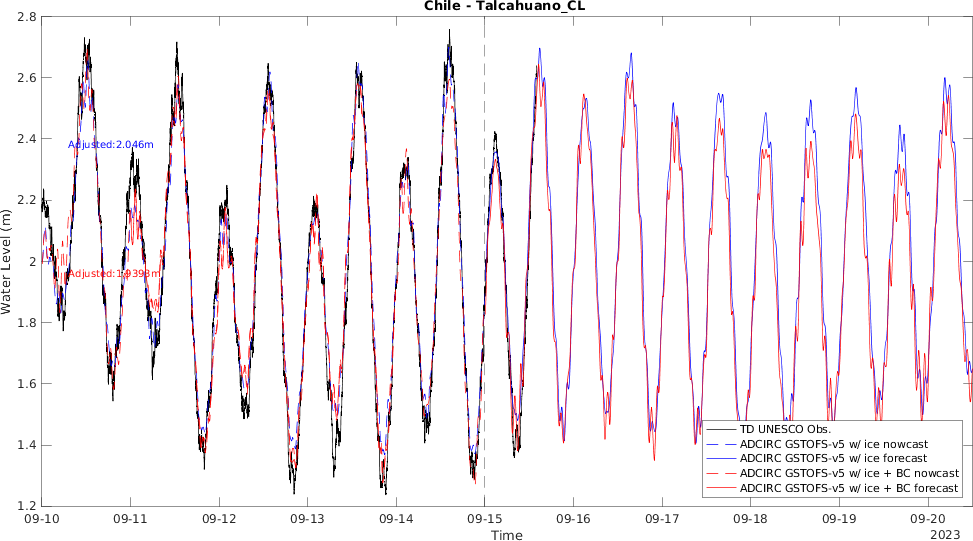 Chile - Talcahuano_CL
2.8
2.6
2.4
2.2
2
1.8
1.6
1.4
1.2
Water Level (m)
Adjusted:2.046m
Adjusted:1.9393m
TD UNESCO Obs.
ADCIRC GSTOFS-v5 w/ ice nowcast
ADCIRC GSTOFS-v5 w/ ice forecast
ADCIRC GSTOFS-v5 w/ ice + BC nowcast
ADCIRC GSTOFS-v5 w/ ice + BC forecast
09-10 09-11 09-12 09-13 09-14 09-15 09-16 09-17 09-18 09-19 09-20
2023
Time